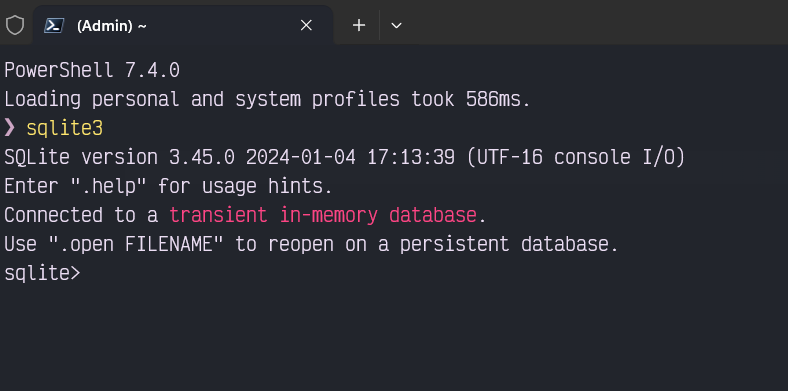 (Admin) ~
PowerShell 7.4.0
Loading personal and system profiles took 586ms.
❯ sqlite3
SQLite version 3.45.0 2024-01-04 17:13:39 (UTF-16 console I/O)
Enter ".help" for usage hints.
Connected to a transient in-memory database.
Use ".open FILENAME" to reopen on a persistent database.
sqlite>